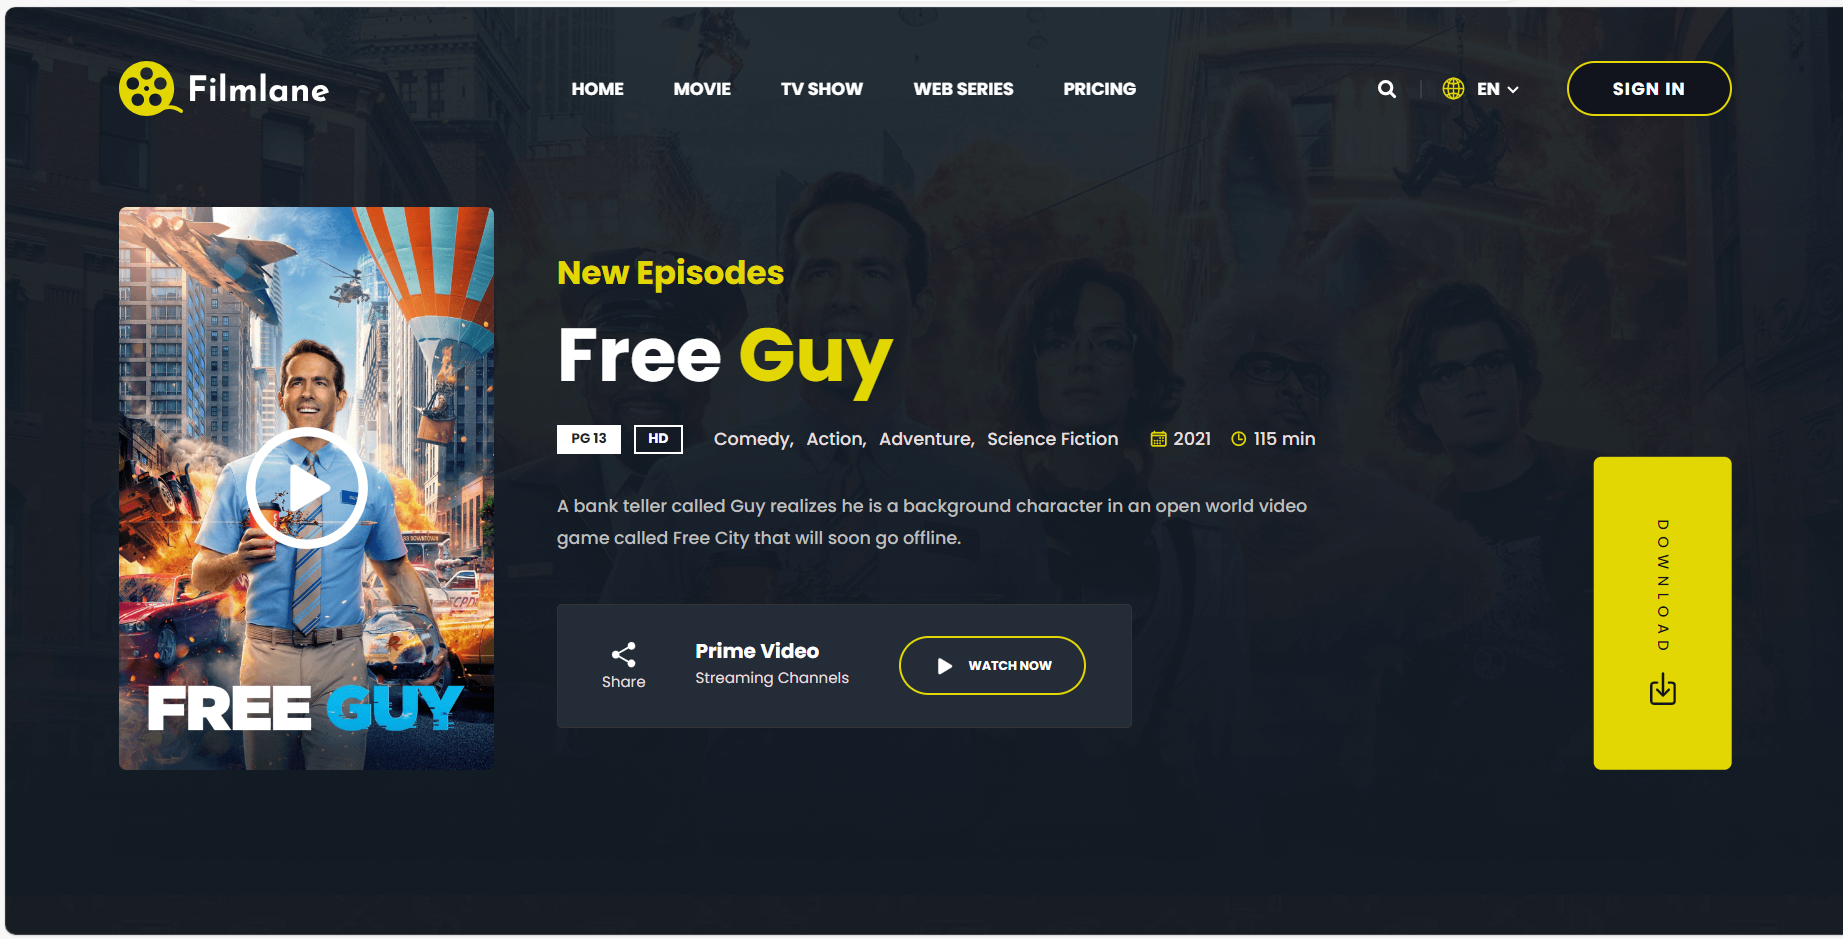 Filmlane
HOME MOVIE TV SHOW WEB SERIES PRICING
EN
SIGN IN
New Episodes
Free Guy
PG 13 HD Comedy, Action, Adventure, Science Fiction 2021 115 min
A bank teller called Guy realizes he is a background character in an open world video
game called Free City that will soon go offline.
Share
Prime Video
Streaming Channels
WATCH NOW
DOWNLOAD
DOWNTOWN
FREE GUY